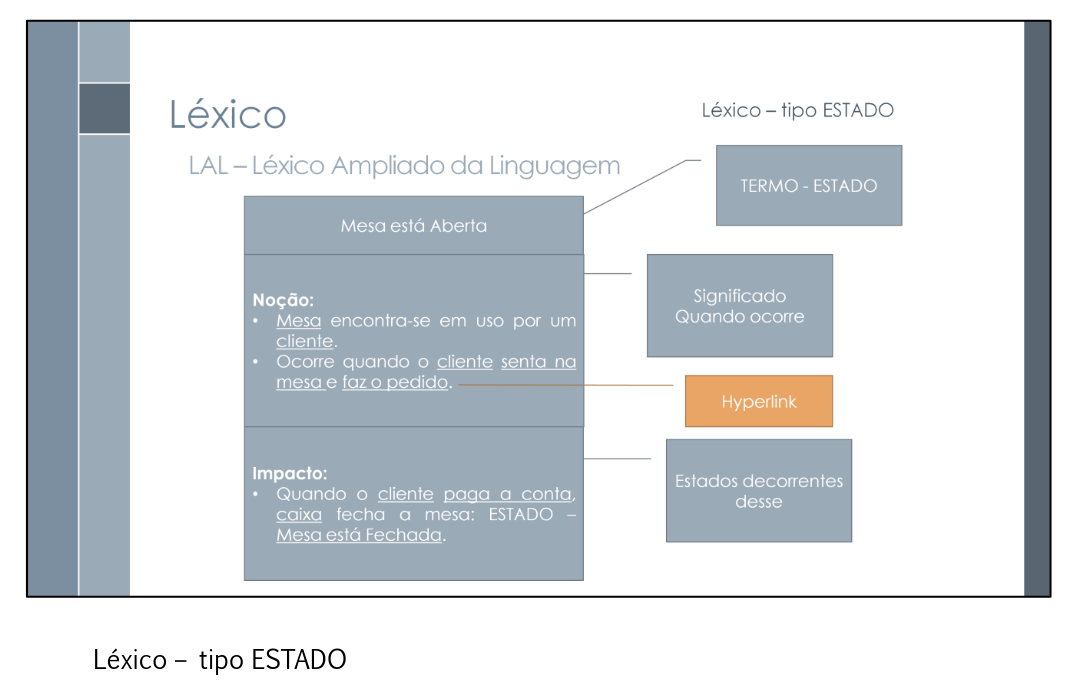 Léxico
Léxico – tipo ESTADO
LAL – Léxico Ampliado da Linguagem
TERMO - ESTADO
Mesa está Aberta
Noção:
• Mesa encontra-se em uso por um
cliente.
• Ocorre quando o cliente senta na
mesa e faz o pedido.
Significado
Quando ocorre
Hyperlink
Impacto:
• Quando o cliente paga a conta,
caixa fecha a mesa: ESTADO –
Mesa está Fechada.
Estados decorrentes
desse
Léxico – tipo ESTADO